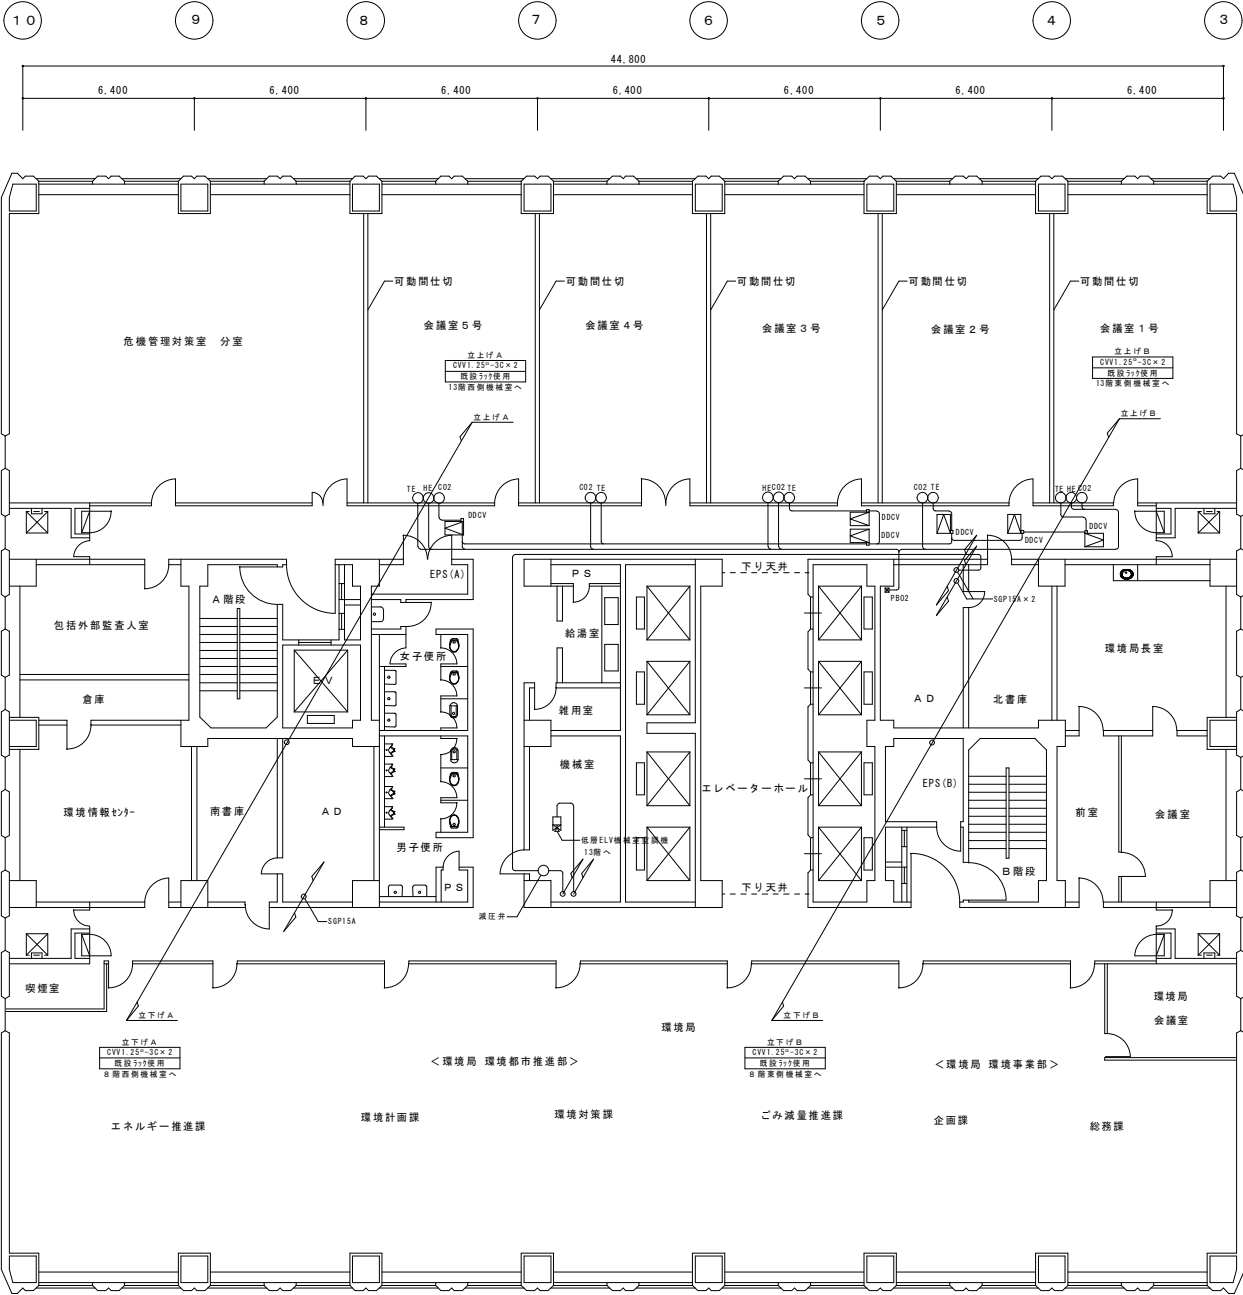 10
9
8
7
6
5
4
3
44,800
6,400
6,400
6,400
6,400
6,400
6,400
6,400
可動間仕切
可動間仕切
可動間仕切
可動間仕切
可動間仕切
危機管理対策室 分室
会議室5号
会議室4号
会議室3号
会議室2号
会議室1号
立上げA
CVV1.25°-3C×2
既設ラック使用
13階西側機械室へ
立上げB
CVV1.25°-3C×2
既設ラック使用
13階東側機械室へ
立上げA
立上げB
TE HE CO2
CO2 TE
HE CO2 TE
CO2 TE
TE HE CO2
DDCV
DDCV
DDCV
DDCV
DDCV
DDCV
EPS(A)
PS
下り天井
PB02
SGP15A×2
A階段
包括外部監査人室
給湯室
女子便所
環境局長室
EV
倉庫
雑用室
AD
北書庫
機械室
エレベーターホール
EPS(B)
環境情報センター
南書庫
AD
前室
会議室
低層ELV機械室空調機
13階へ
男子便所
B階段
PS
下り天井
SGP15A
減圧弁
喫煙室
環境局
会議室
立下げA
立下げB
環境局
立下げA
CVV1.25°-3C×2
既設ラック使用
8階西側機械室へ
立下げB
CVV1.25°-3C×2
既設ラック使用
8階東側機械室へ
<環境局 環境都市推進部>
<環境局 環境事業部>
エネルギー推進課
環境計画課
環境対策課
ごみ減量推進課
企画課
総務課